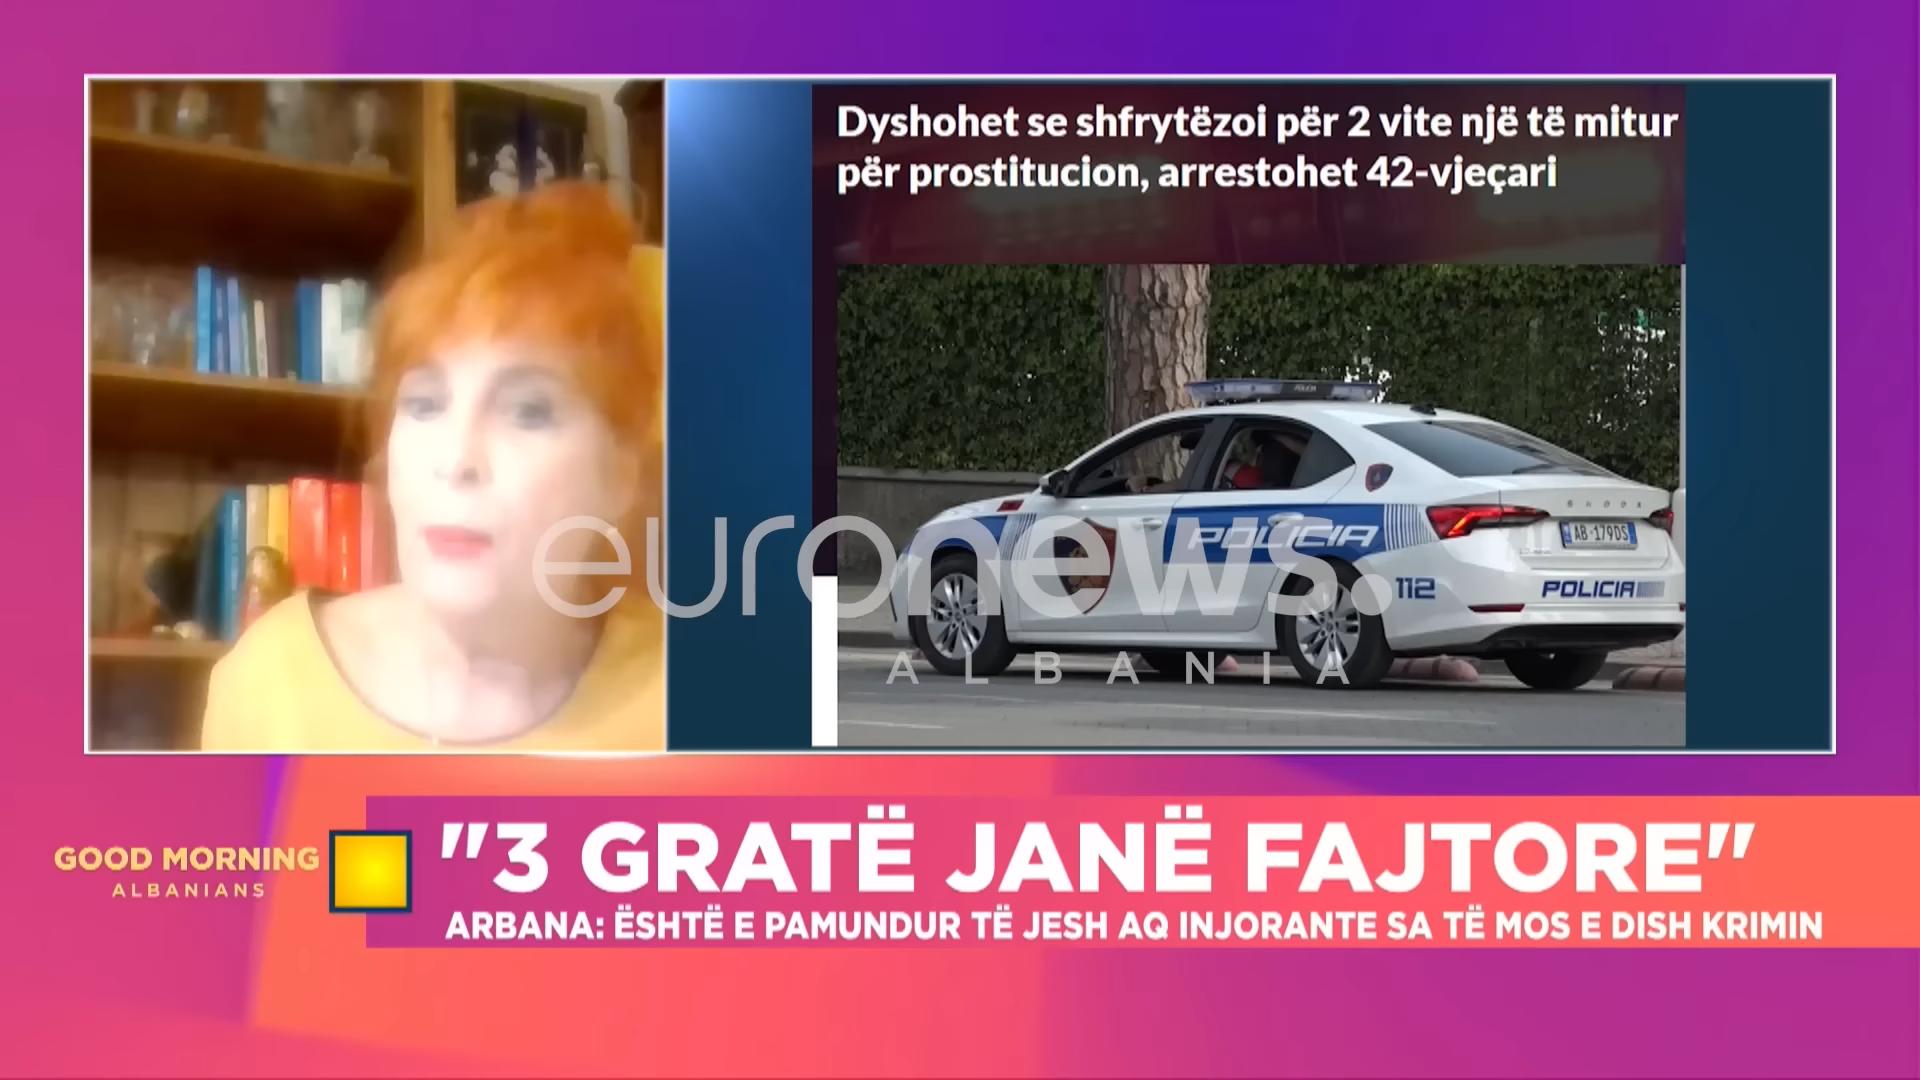 Dyshohet se shfrytëzoi për 2 vite një të mitur
për prostitucion, arrestohet 42-vjeçari
POLICIA
SKODA
AB 179DS
POLICIA
112
POLICIA
euronews.
ALBANIA
GOOD MORNING
ALBANIANS
"3 GRATË JANË FAJTORE"
ARBANA: ËSHTË E PAMUNDUR TË JESH AQ INJORANTE SA TË MOS E DISH KRIMIN